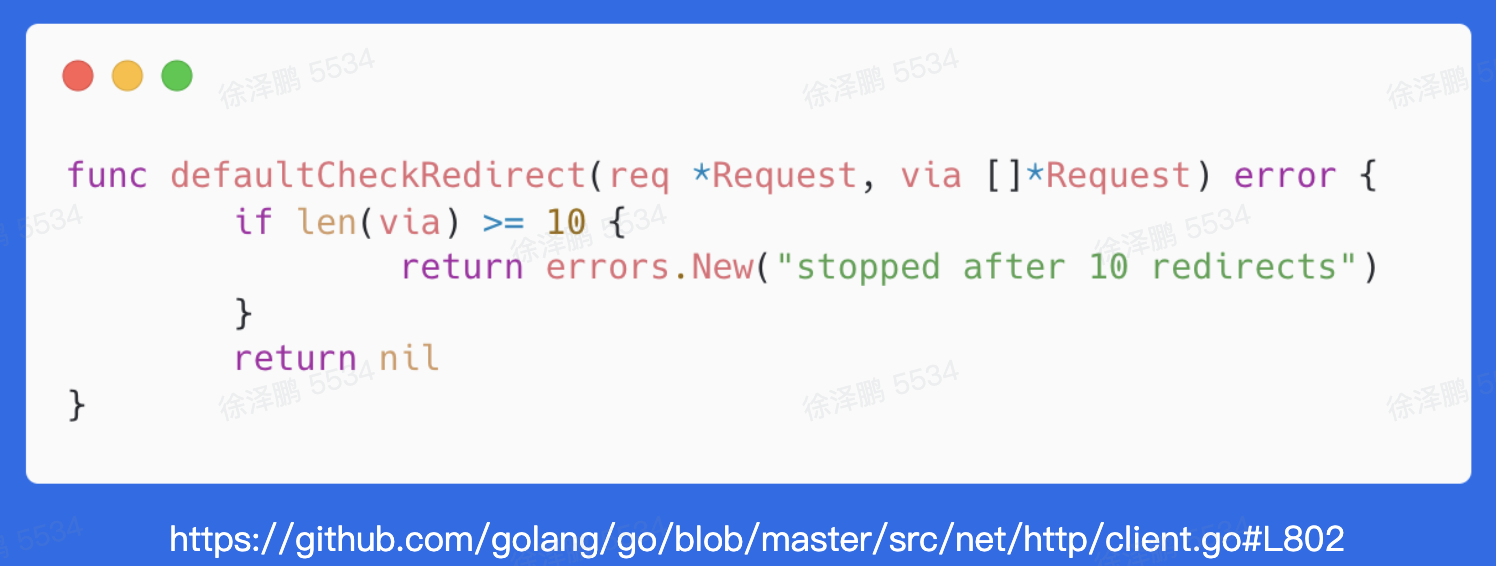 func defaultCheckRedirect(req *Request, via []*Request) error {
        if len(via) >= 10 {
                return errors.New("stopped after 10 redirects")
        }
        return nil
}
https://github.com/golang/go/blob/master/src/net/http/client.go#L802
徐泽鹏 5534